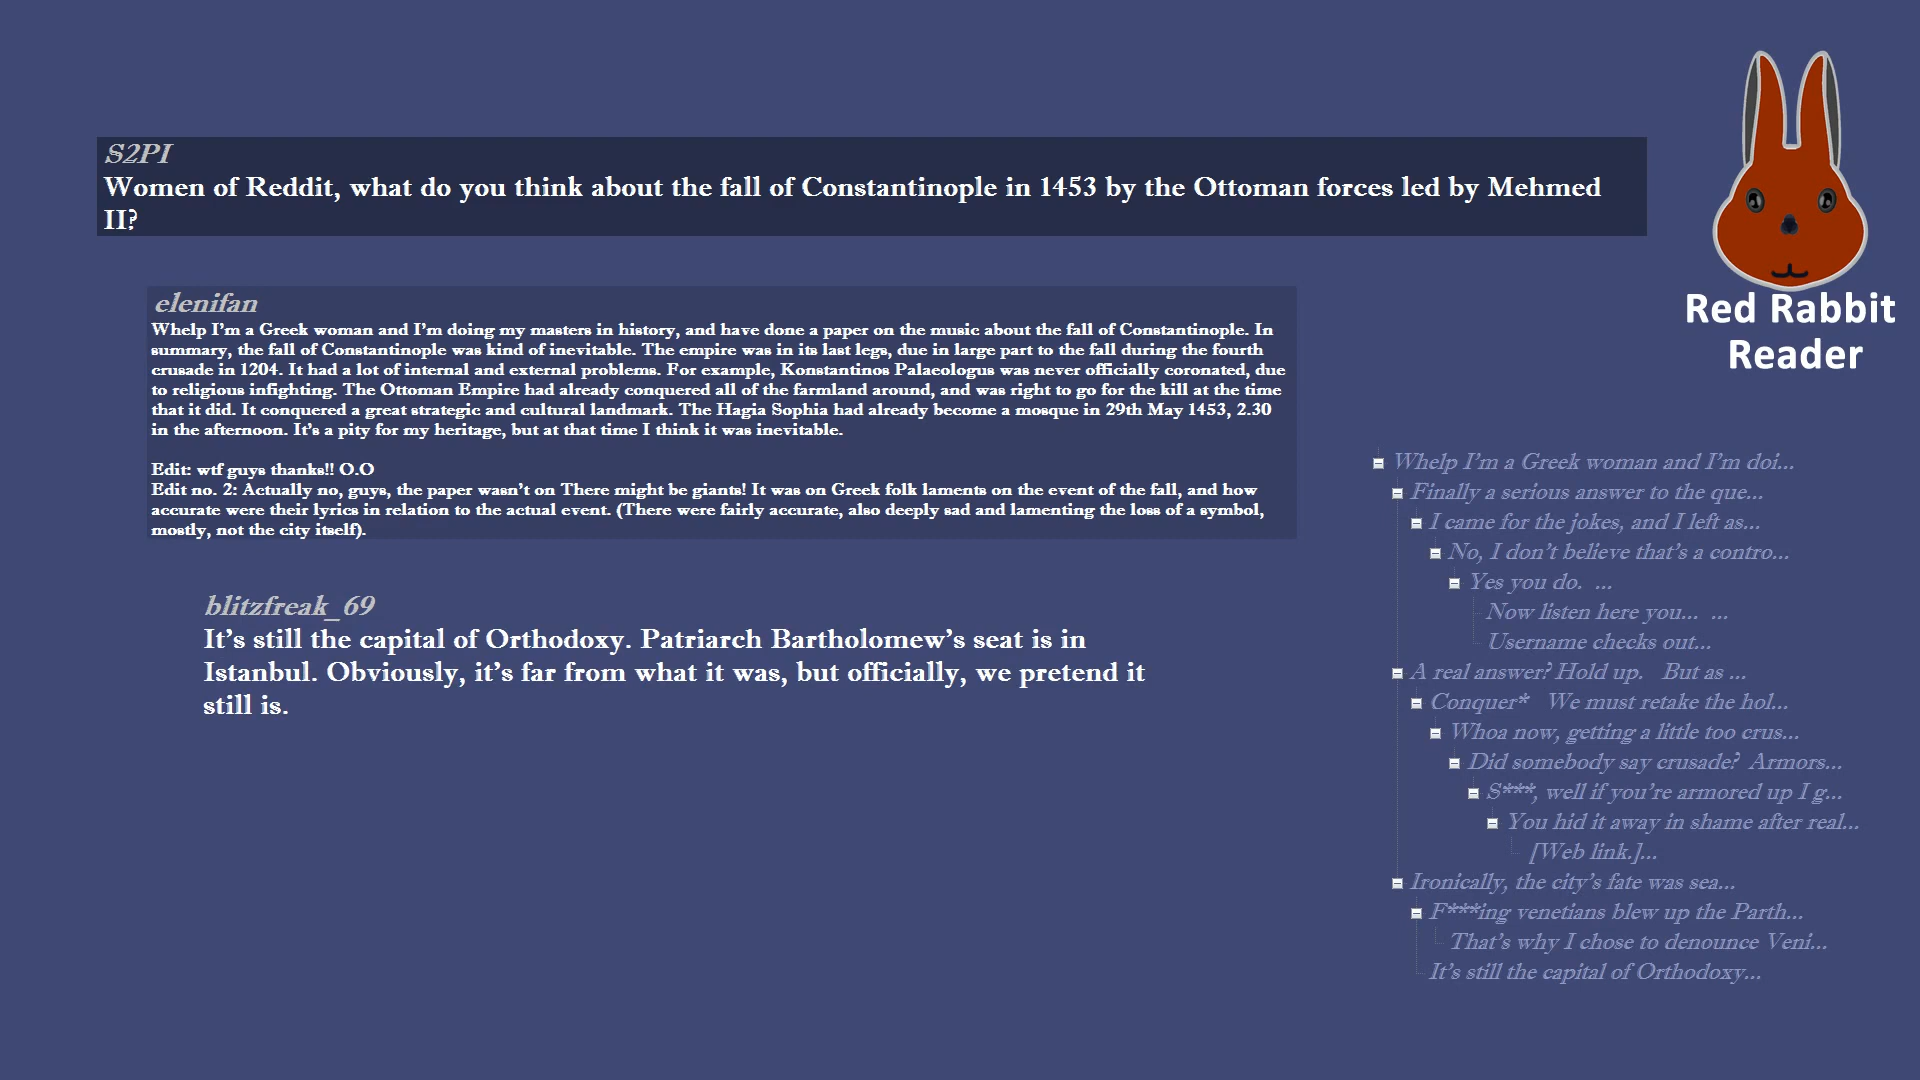 S2PI
Women of Reddit, what do you think about the fall of Constantinople in 1453 by the Ottoman forces led by Mehmed
II?
elenifan
Whelp I'm a Greek woman and I'm doing my masters in history, and have done a paper on the music about the fall of Constantinople. In
summary, the fall of Constantinople was kind of inevitable. The empire was in its last legs, due in large part to the fall during the fourth
crusade in 1204. It had a lot of internal and external problems. For example, Konstantinos Palaeologus was never officially coronated, due
to religious infighting. The Ottoman Empire had already conquered all of the farmland around, and was right to go for the kill at the time
that it did. It conquered a great strategic and cultural landmark. The Hagia Sophia had already become a mosque in 29th May 1453, 2.30
in the afternoon. It's a pity for my heritage, but at that time I think it was inevitable.
Edit: wtf guys thanks!! O.O
Edit no. 2: Actually no, guys, the paper wasn't on There might be giants! It was on Greek folk laments on the event of the fall, and how
accurate were their lyrics in relation to the actual event. (There were fairly accurate, also deeply sad and lamenting the loss of a symbol,
mostly, not the city itself).
blitzfreak_69
It's still the capital of Orthodoxy. Patriarch Bartholomew's seat is in
Istanbul. Obviously, it's far from what it was, but officially, we pretend it
still is.
Red Rabbit
Reader
Whelp I'm a Greek woman and I'm doi...
Finally a serious answer to the que...
I came for the jokes, and I left as...
No, I don't believe that's a contro...
Yes you do. ...
Now listen here you... ...
Username checks out...
A real answer? Hold up. But as ...
Conquer* We must retake the hol...
Whoa now, getting a little too crus...
Did somebody say crusade? Armors...
S***, well if you're armored up I g...
You hid it away in shame after real...
[Web link.]...
Ironically, the city's fate was sea...
F***ing venetians blew up the Parth...
That's why I chose to denounce Veni...
It's still the capital of Orthodoxy...